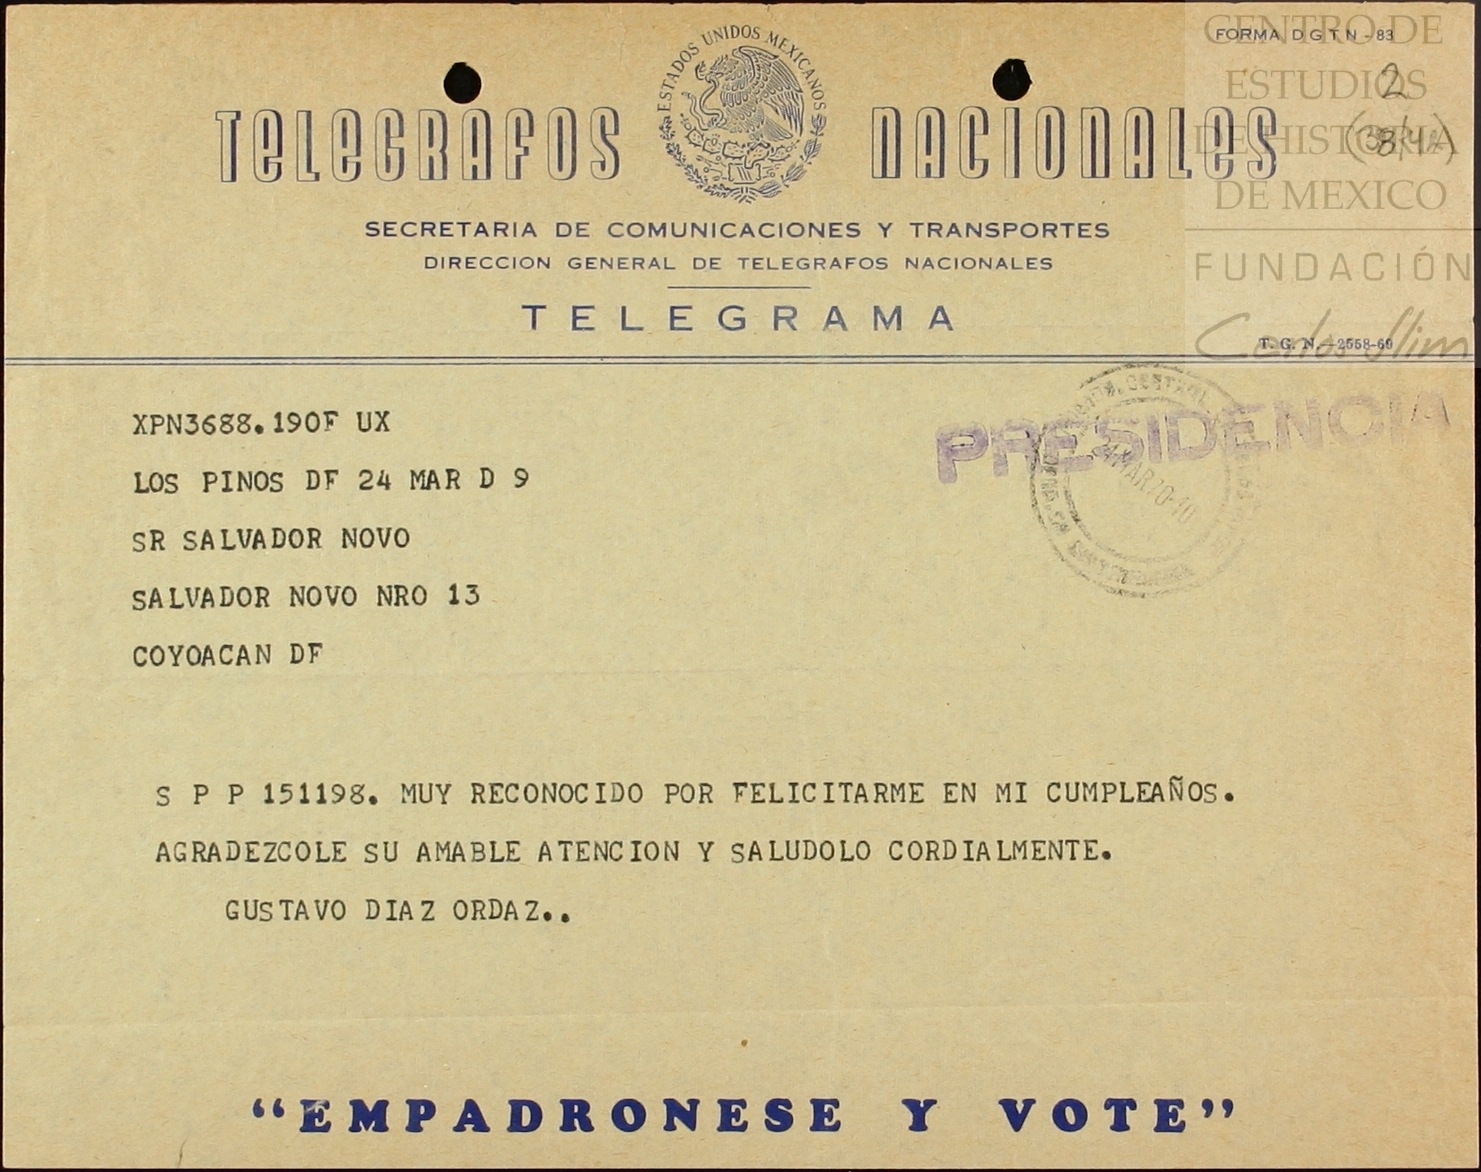 FORMA D G T N - 83
CENTRO DE
ESTUDIOS
DE HISTORIA
DE MEXICO
FUNDACIÓN
Carlos Slim
2
ESTADOS UNIDOS MEXICANOS
TELEGRAFOS NACIONALES
SECRETARIA DE COMUNICACIONES Y TRANSPORTES
DIRECCION GENERAL DE TELEGRAFOS NACIONALES
TELEGRAMA
T. G. N.—2558-69
PRESIDENCIA
XPN3688.190F UX
LOS PINOS DF 24 MAR D 9
SR SALVADOR NOVO
SALVADOR NOVO NRO 13
COYOACAN DF
S P P 151198. MUY RECONOCIDO POR FELICITARME EN MI CUMPLEAÑOS.
AGRADEZCOLE SU AMABLE ATENCION Y SALUDOLO CORDIALMENTE.
GUSTAVO DIAZ ORDAZ..
“EMPADRONESE Y VOTE”